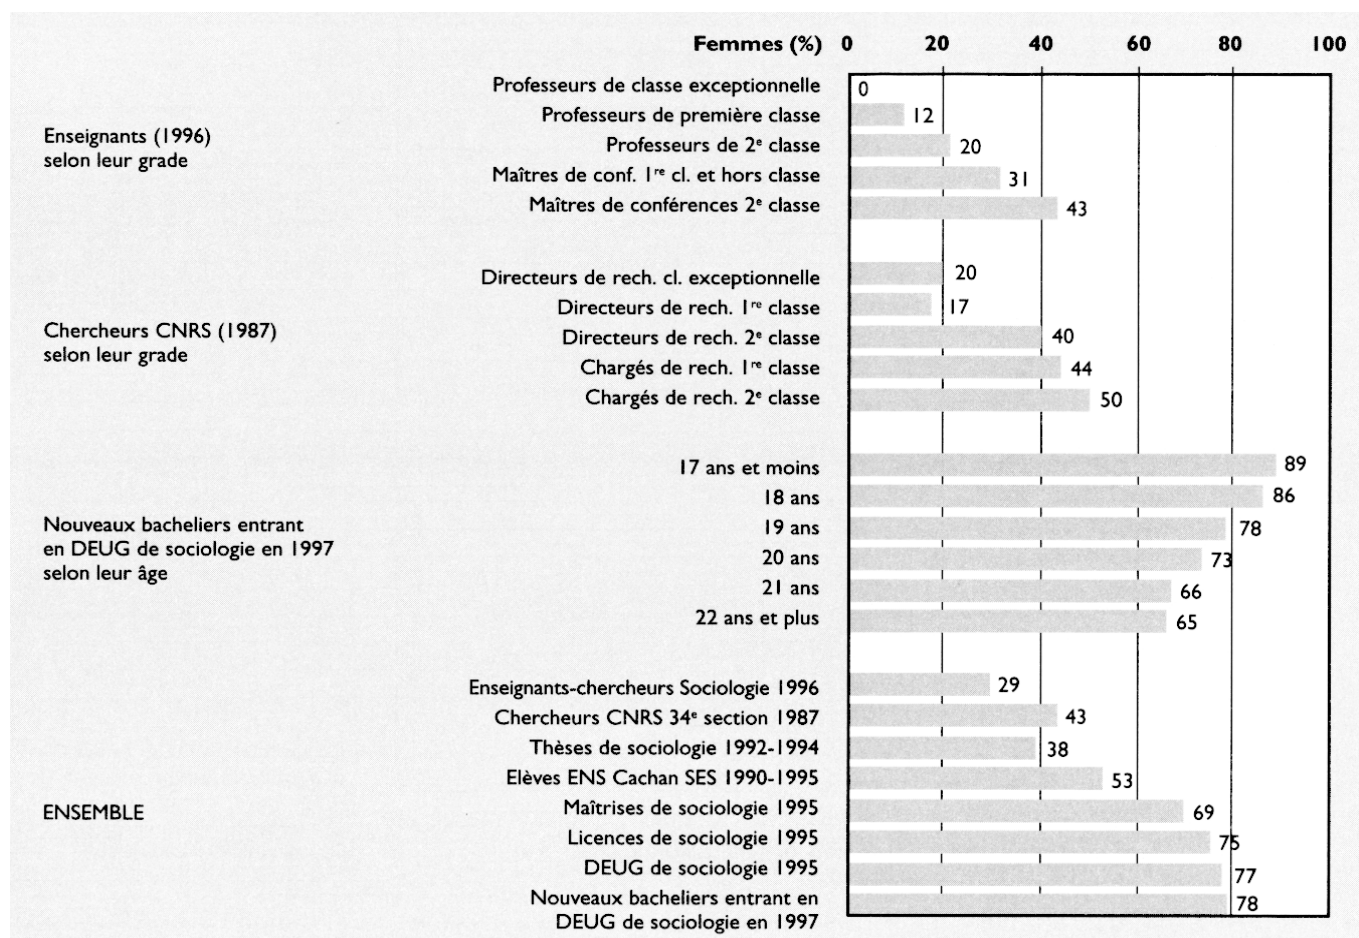 Femmes (%) 0 20 40 60 80 100
Enseignants (1996)
selon leur grade
Professeurs de classe exceptionnelle 0
Professeurs de première classe 12
Professeurs de 2e classe 20
Maîtres de conf. 1re cl. et hors classe 31
Maîtres de conférences 2e classe 43
Chercheurs CNRS (1987)
selon leur grade
Directeurs de rech. cl. exceptionnelle 20
Directeurs de rech. 1re classe 17
Directeurs de rech. 2e classe 40
Chargés de rech. 1re classe 44
Chargés de rech. 2e classe 50
Nouveaux bacheliers entrant
en DEUG de sociologie en 1997
selon leur âge
17 ans et moins 89
18 ans 86
19 ans 78
20 ans 73
21 ans 66
22 ans et plus 65
ENSEMBLE
Enseignants-chercheurs Sociologie 1996 29
Chercheurs CNRS 34e section 1987 43
Thèses de sociologie 1992-1994 38
Elèves ENS Cachan SES 1990-1995 53
Maîtrises de sociologie 1995 69
Licences de sociologie 1995 75
DEUG de sociologie 1995 77
Nouveaux bacheliers entrant en 78
DEUG de sociologie en 1997